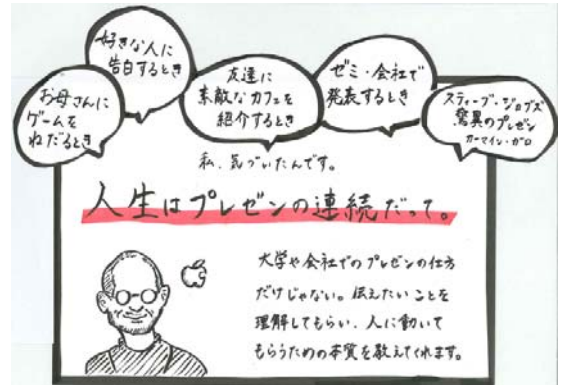 お母さんに
ゲームを
ねだるとき
好きな人に
告白するとき
友達に
素敵なカフェを
紹介するとき
ゼミ・会社で
発表するとき
スティーブ・ジョブズ
驚異のプレゼン
カーマイン・ガロ
私、気づいたんです。
人生はプレゼンの連続だって。
大学や会社でのプレゼンの仕方
だけじゃない。伝えたいことを
理解してもらい、人に動いて
もらうための本質を教えてくれます。